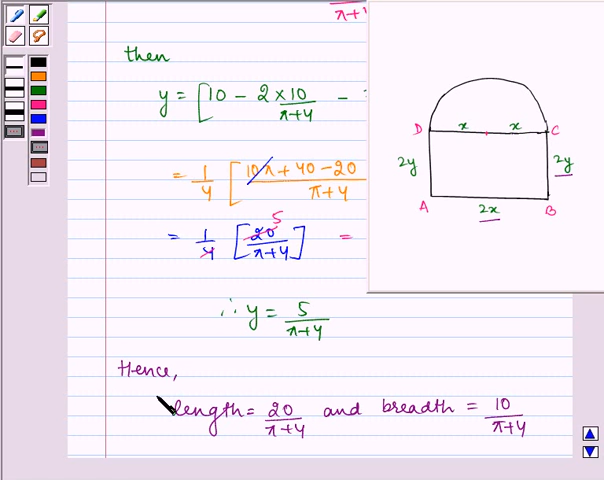 π+4
then
y = [10 - 2×10/π+4 -
= 1/4 [10π+40-20/π+4
= 1/4 [20/π+4] =
5
∴ y = 5/π+4
Hence,
length = 20/π+4 and breadth = 10/π+4
D x x C
2y 2y
A 2x B